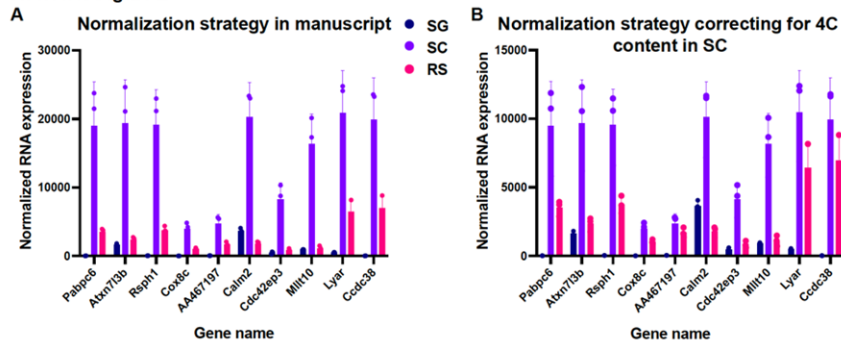 A
Normalization strategy in manuscript
SG
SC
RS
Normalized RNA expression
30000
20000
10000
0
Pabpc6
Atxn7l3b
Rsph1
Cox8c
AA467197
Calm2
Cdc42ep3
Mllt10
Lyar
Ccdc38
Gene name
B
Normalization strategy correcting for 4C
content in SC
Normalized RNA expression
15000
10000
5000
0
Pabpc6
Atxn7l3b
Rsph1
Cox8c
AA467197
Calm2
Cdc42ep3
Mllt10
Lyar
Ccdc38
Gene name